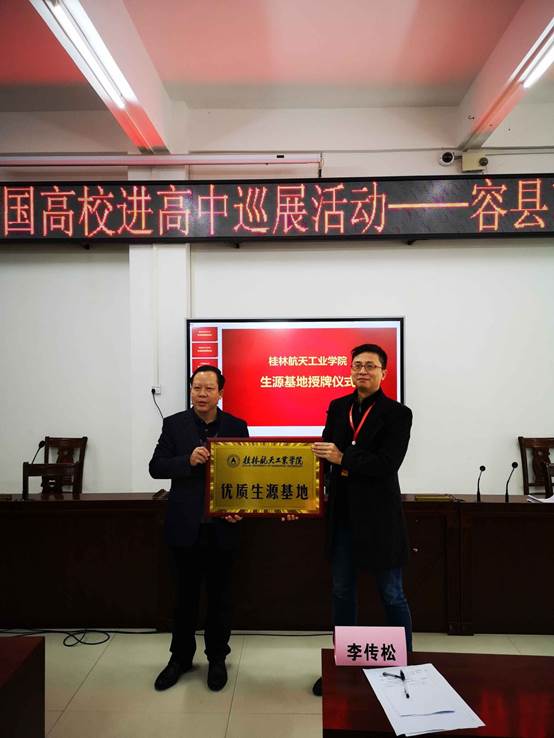 国高校进高中巡展活动——容县
桂林航天工业学院
生源基地授牌仪式
桂林航天工业学院
优质生源基地
李传松